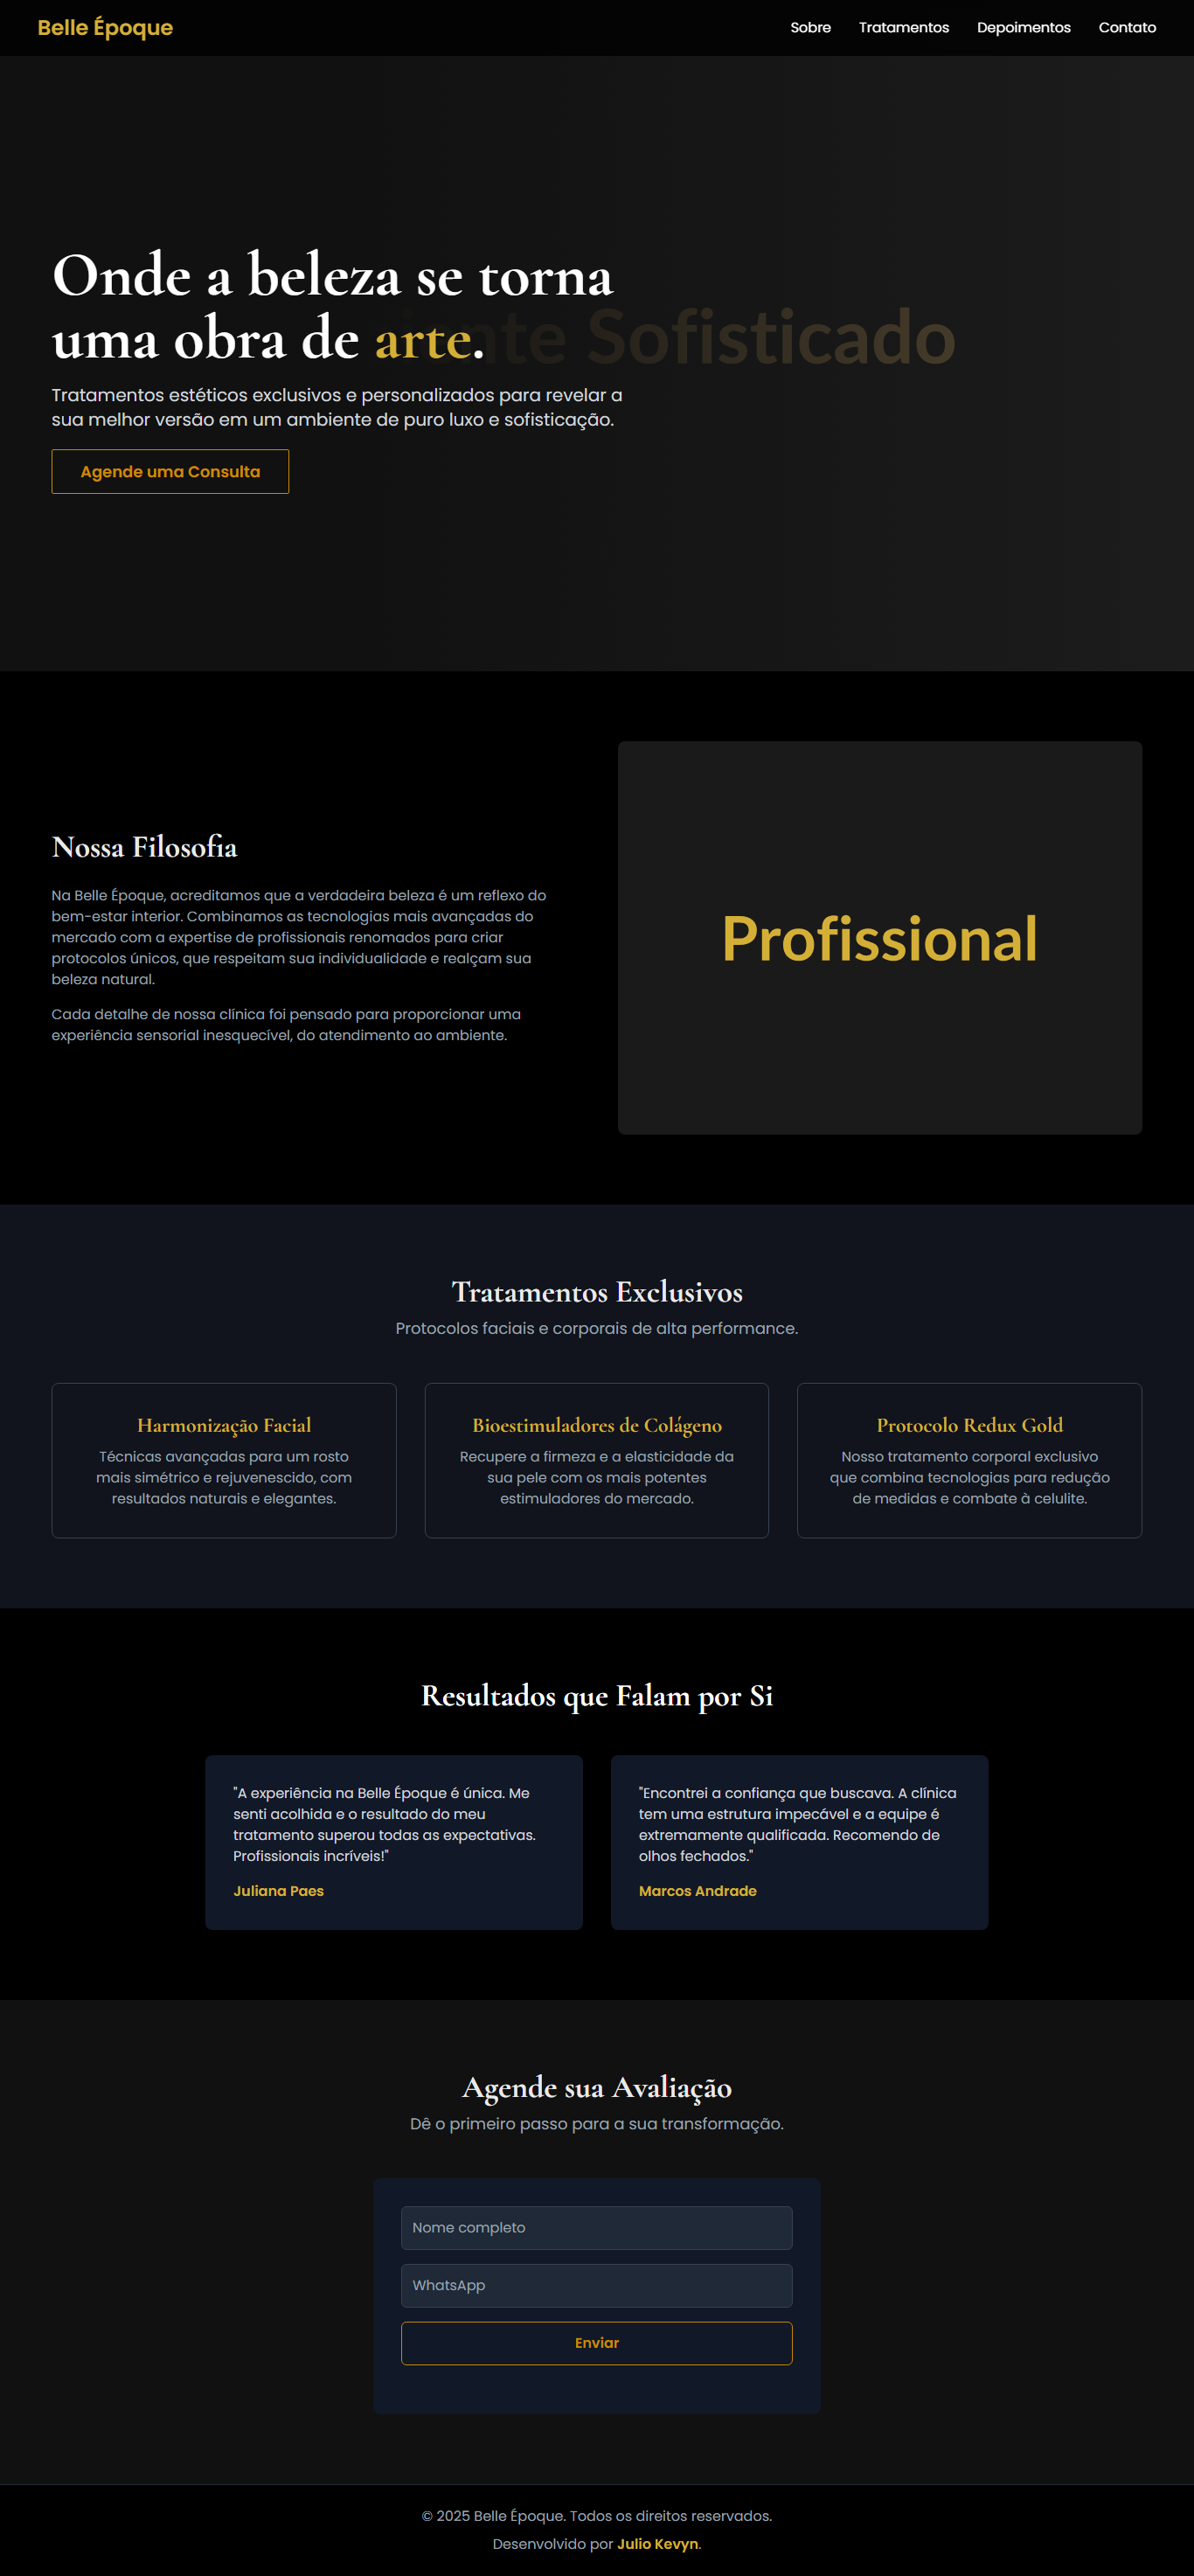 Belle Époque
Sobre
Tratamentos
Depoimentos
Contato
Onde a beleza se torna
uma obra de arte.
Sofisticado
Tratamentos estéticos exclusivos e personalizados para revelar a
sua melhor versão em um ambiente de puro luxo e sofisticação.
Agende uma Consulta
Nossa Filosofia
Na Belle Époque, acreditamos que a verdadeira beleza é um reflexo do
bem-estar interior. Combinamos as tecnologias mais avançadas do
mercado com a expertise de profissionais renomados para criar
protocolos únicos, que respeitam sua individualidade e realçam sua
beleza natural.
Cada detalhe de nossa clínica foi pensado para proporcionar uma
experiência sensorial inesquecível, do atendimento ao ambiente.
Profissional
Tratamentos Exclusivos
Protocolos faciais e corporais de alta performance.
Harmonização Facial
Técnicas avançadas para um rosto
mais simétrico e rejuvenescido, com
resultados naturais e elegantes.
Bioestimuladores de Colágeno
Recupere a firmeza e a elasticidade da
sua pele com os mais potentes
estimuladores do mercado.
Protocolo Redux Gold
Nosso tratamento corporal exclusivo
que combina tecnologias para redução
de medidas e combate à celulite.
Resultados que Falam por Si
"A experiência na Belle Époque é única. Me
senti acolhida e o resultado do meu
tratamento superou todas as expectativas.
Profissionais incríveis!"
Juliana Paes
"Encontrei a confiança que buscava. A clínica
tem uma estrutura impecável e a equipe é
extremamente qualificada. Recomendo de
olhos fechados."
Marcos Andrade
Agende sua Avaliação
Dê o primeiro passo para a sua transformação.
Nome completo
WhatsApp
Enviar
© 2025 Belle Époque. Todos os direitos reservados.
Desenvolvido por Julio Kevyn.